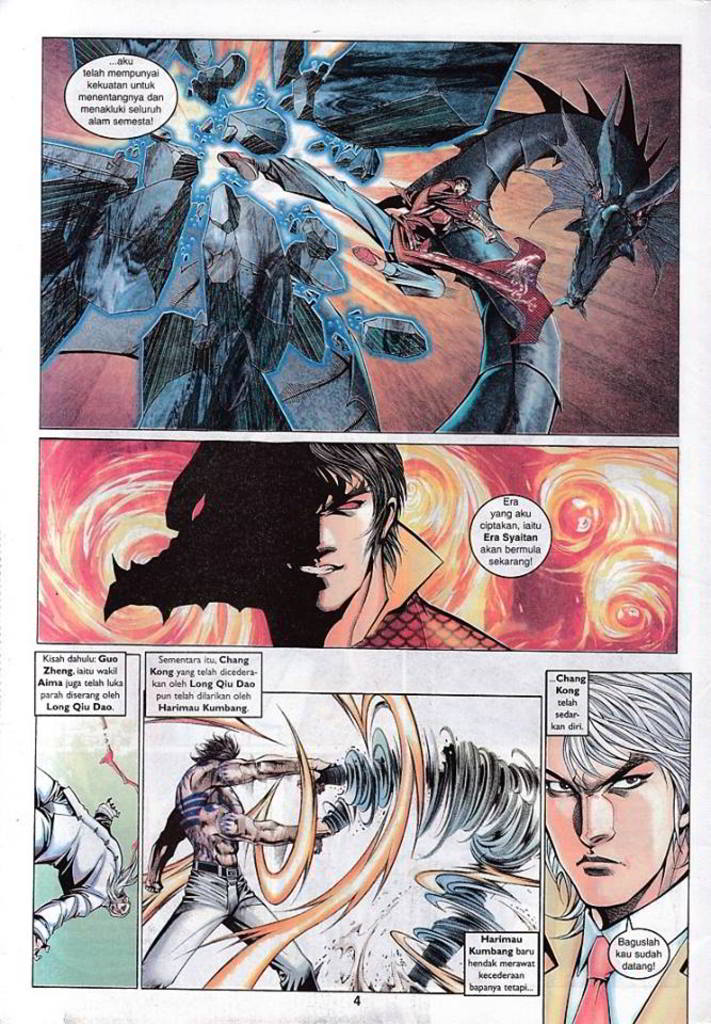 ...aku
telah mempunyai
kekuatan untuk
menentangnya dan
menakluki seluruh
alam semesta!
Era
yang aku
ciptakan, iaitu
Era Syaitan
akan bermula
sekarang!
Kisah dahulu: Guo
Zheng, iaitu wakil
Aima juga telah luka
parah diserang oleh
Long Qiu Dao.
Sementara itu, Chang
Kong yang telah dicedera-
kan oleh Long Qiu Dao
pun telah dilarikan oleh
Harimau Kumbang.
Harimau
Kumbang baru
hendak merawat
kecederaan
bapanya tetapi...
...Chang
Kong
telah
sedar-
kan diri.
Baguslah
kau sudah
datang!
4